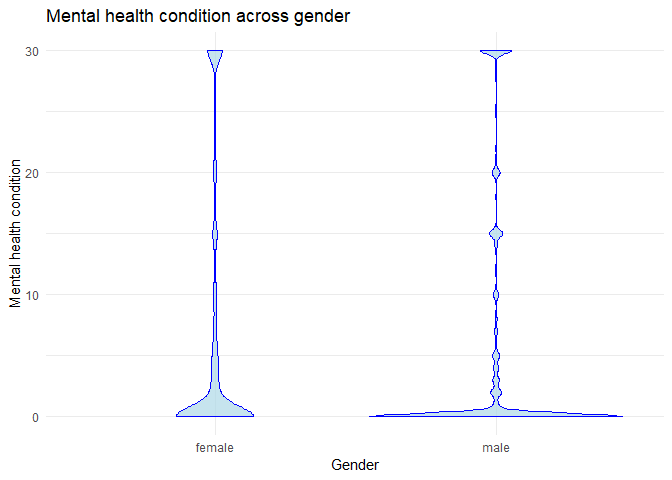 Mental health condition across gender
30
20
10
0
Mental health condition
female
male
Gender